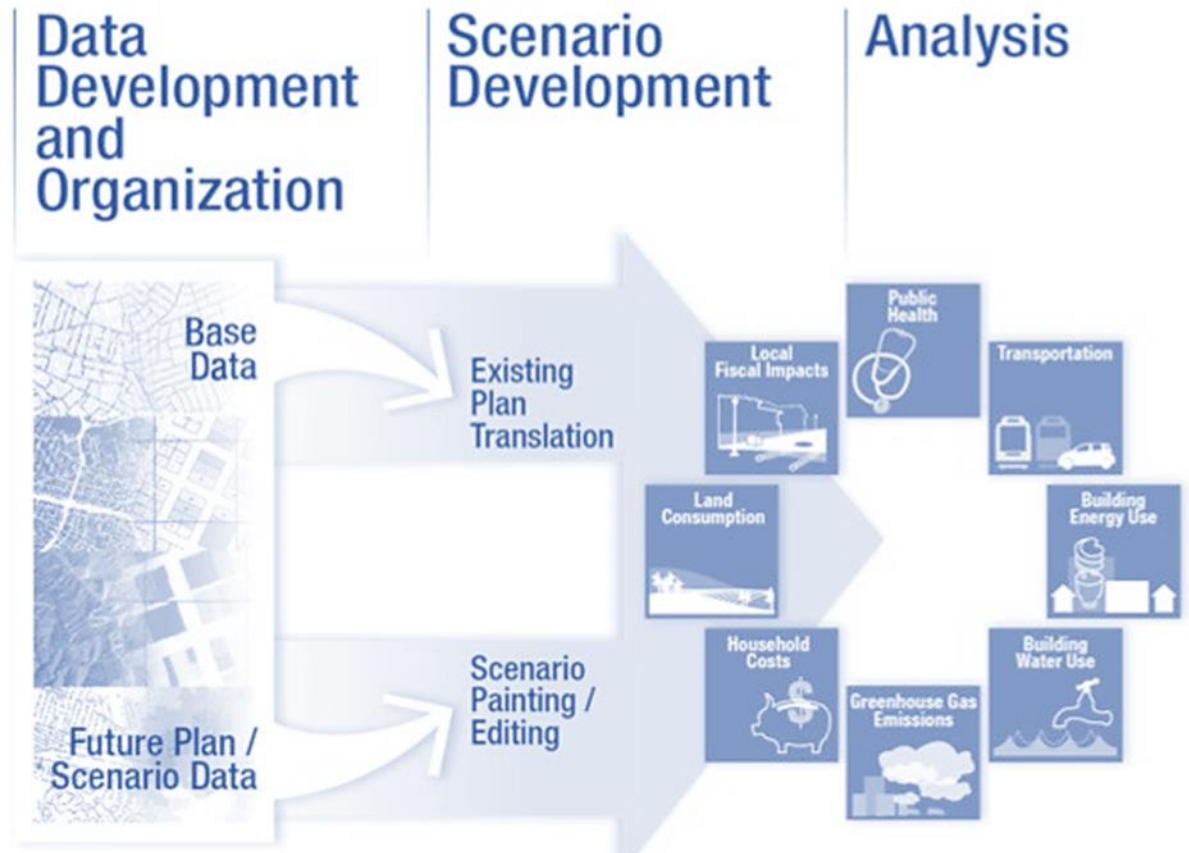 Data
Development
and
Organization
Scenario
Development
Analysis
Base
Data
Future Plan /
Scenario Data
Existing
Plan
Translation
Scenario
Painting /
Editing
Public
Health
Local
Fiscal Impacts
Transportation
Land
Consumption
Building
Energy Use
Household
Costs
Building
Water Use
Greenhouse Gas
Emissions